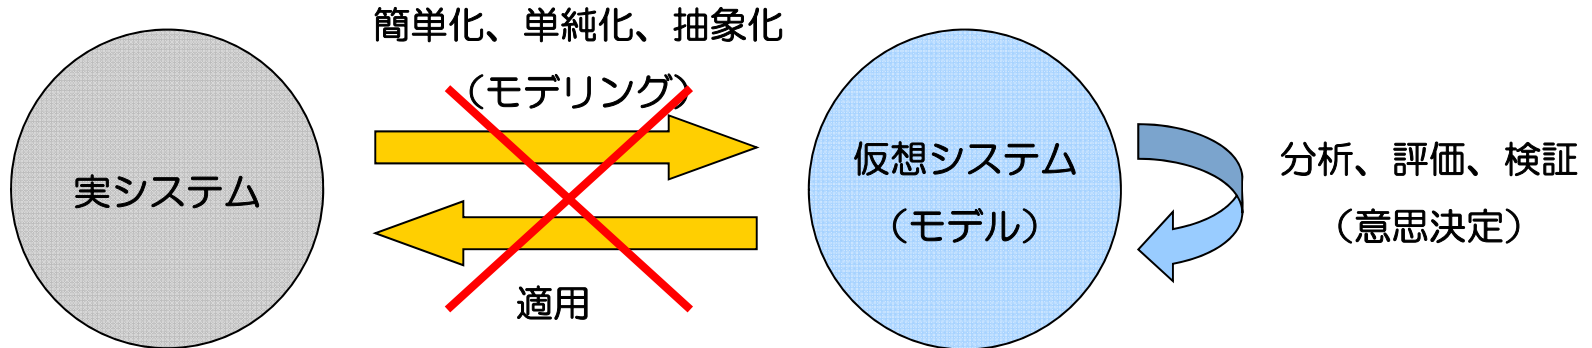 簡単化、単純化、抽象化
（モデリング）
実システム
適用
仮想システム
（モデル）
分析、評価、検証
（意思決定）